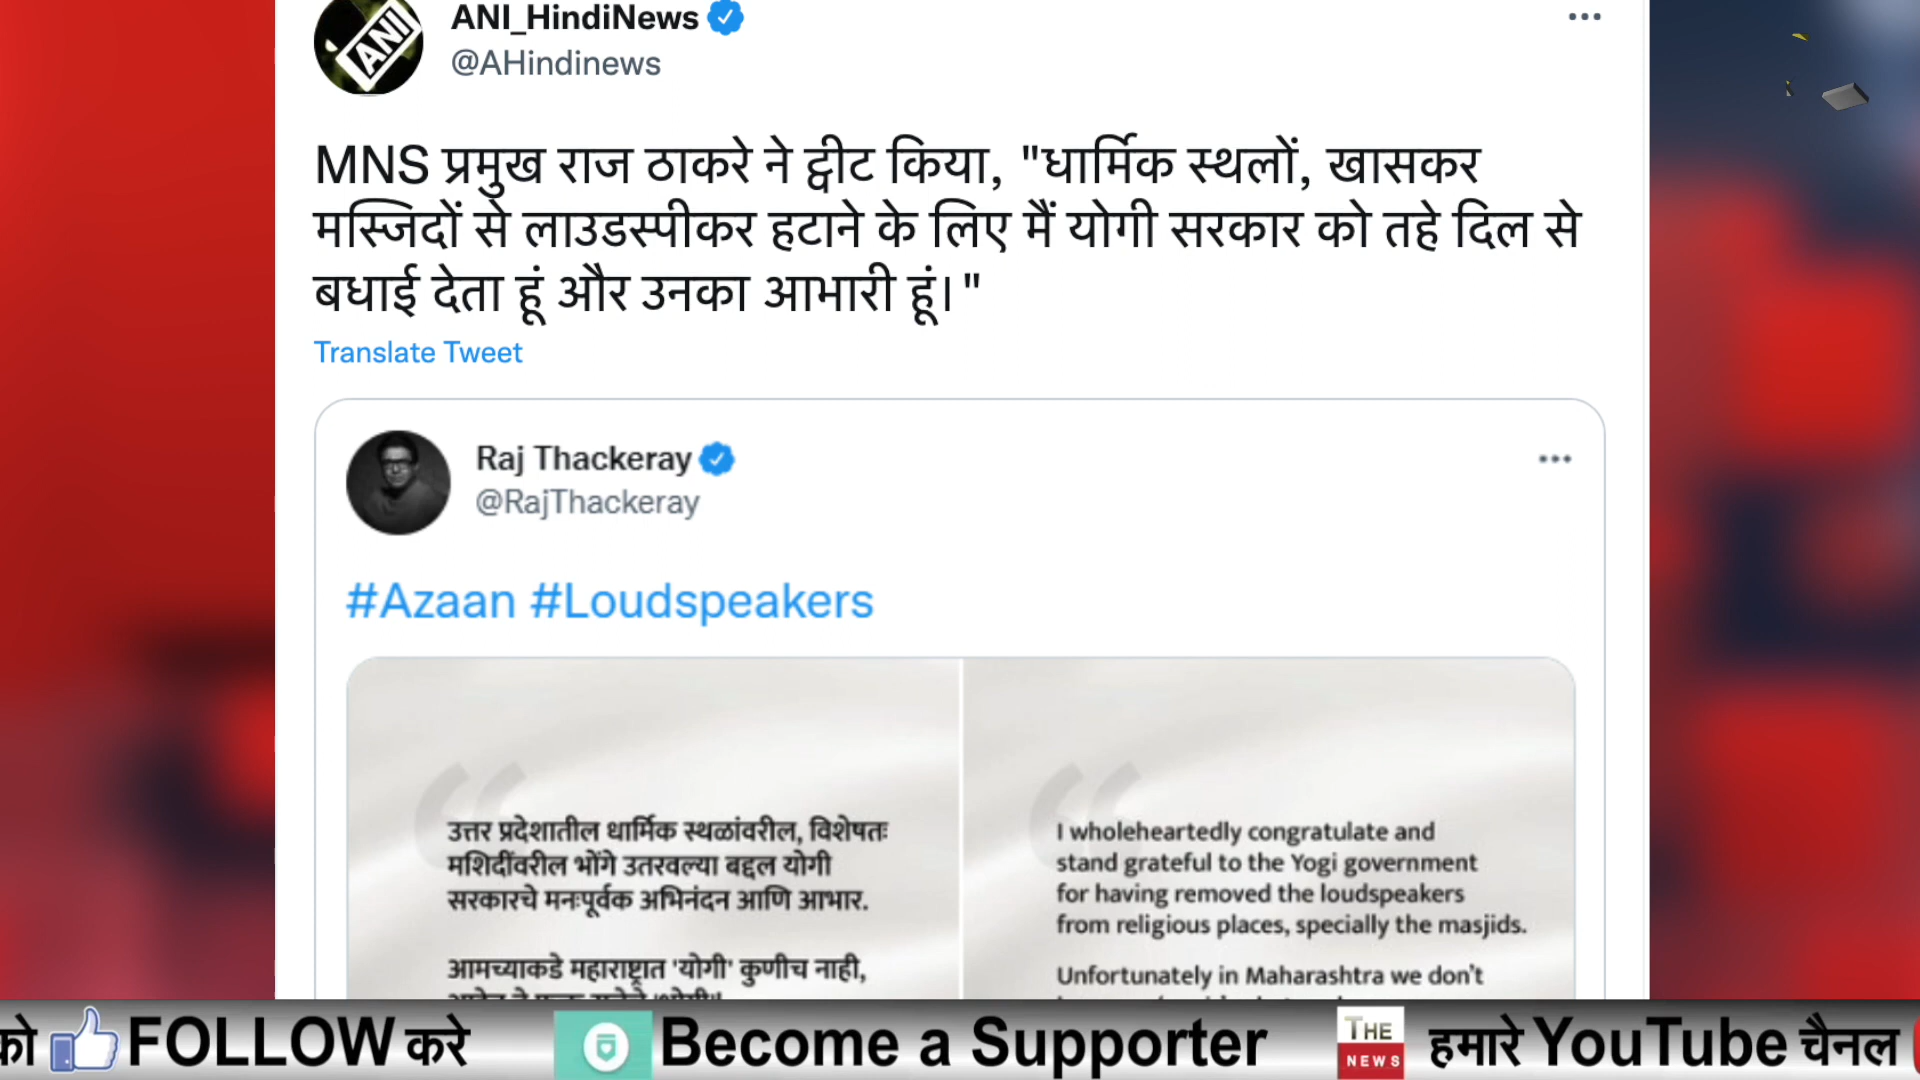 ANI_HindiNews
@AHindinews
MNS प्रमुख राज ठाकरे ने ट्वीट किया, "धार्मिक स्थलों, खासकर
मस्जिदों से लाउडस्पीकर हटाने के लिए मैं योगी सरकार को तहे दिल से
बधाई देता हूं और उनका आभारी हूं।"
Translate Tweet
Raj Thackeray
@RajThackeray
#Azaan #Loudspeakers
उत्तर प्रदेशातील धार्मिक स्थळांवरील, विशेषतः
मशिदींवरील भोंगे उतरवल्या बद्दल योगी
सरकारचे मनःपूर्वक अभिनंदन आणि आभार.
आमच्याकडे महाराष्ट्रात 'योगी' कुणीच नाही,
I wholeheartedly congratulate and
stand grateful to the Yogi government
for having removed the loudspeakers
from religious places, specially the masjids.
Unfortunately in Maharashtra we don't
को FOLLOW करे Become a Supporter THE NEWS हमारे YouTube चैनल
ANI